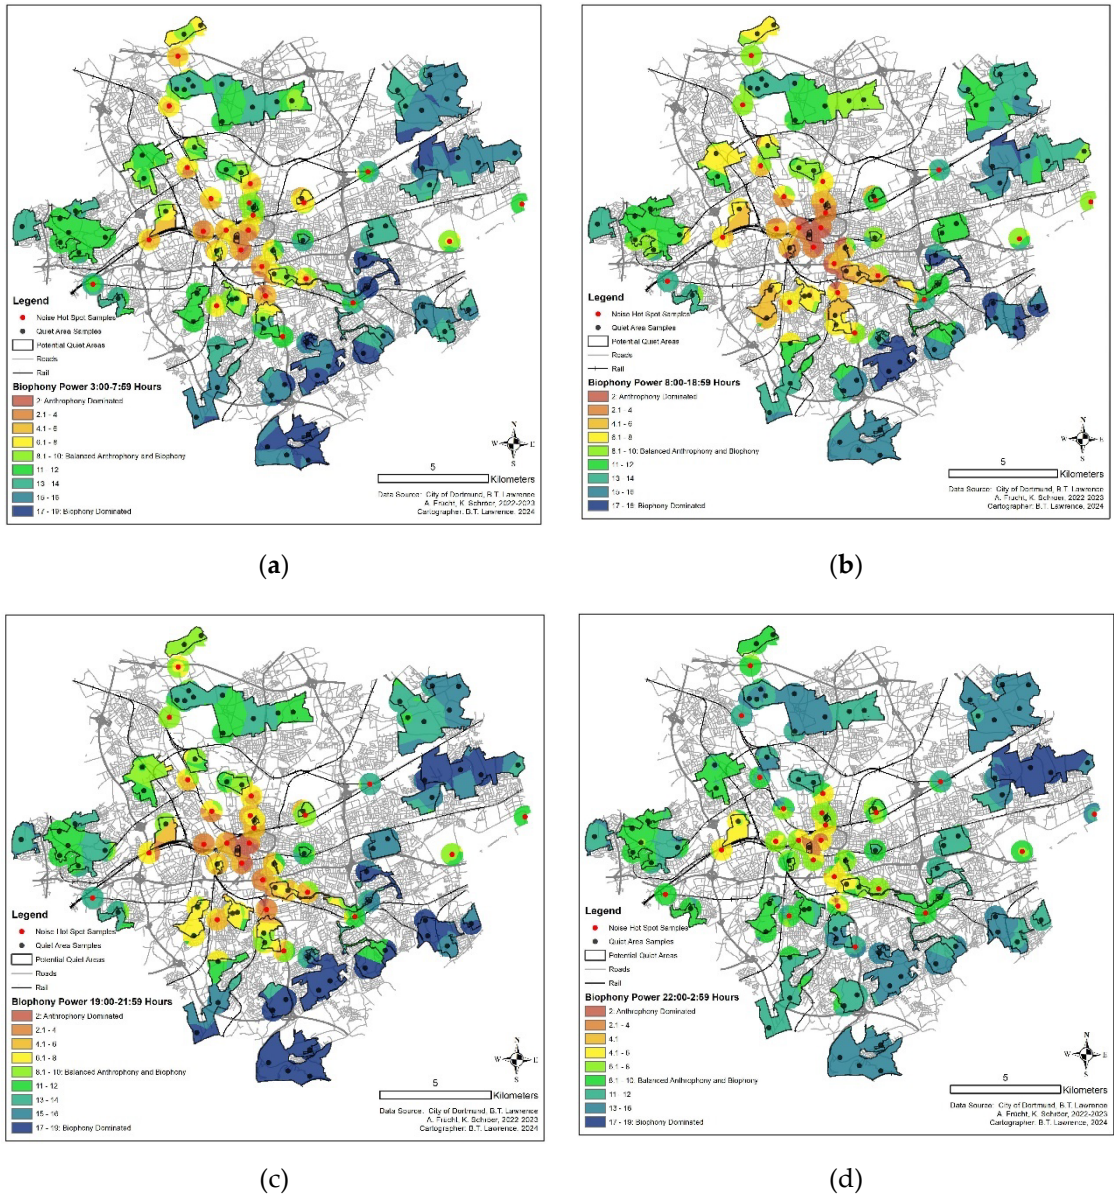 Legend
Noise Hot Spot Samples
Quiet Area Samples
Potential Quiet Areas
Roads
Rail
Biophony Power 3:00-7:59 Hours
2: Anthrophony Dominated
2.1 - 4
4.1 - 6
6.1 - 8
8.1 - 10: Balanced Anthrophony and Biophony
11 - 12
13 - 14
15 - 16
17 - 19: Biophony Dominated
N
W E
S
5
Kilometers
Data Source: City of Dortmund, B.T. Lawrence
A. Frucht, K. Schröer, 2022-2023
Cartographer: B.T. Lawrence, 2024
(a)
Legend
Noise Hot Spot Samples
Quiet Area Samples
Potential Quiet Areas
Roads
Rail
Biophony Power 8:00-18:59 Hours
2: Anthrophony Dominated
2.1 - 4
4.1 - 6
6.1 - 8
8.1 - 10: Balanced Anthrophony and Biophony
11 - 12
13 - 14
15 - 16
17 - 19: Biophony Dominated
N
W E
S
5
Kilometers
Data Source: City of Dortmund, B.T. Lawrence
A. Frucht, K. Schröer, 2022-2023
Cartographer: B.T. Lawrence, 2024
(b)
Legend
Noise Hot Spot Samples
Quiet Area Samples
Potential Quiet Areas
Roads
Rail
Biophony Power 19:00-21:59 Hours
2: Anthrophony Dominated
2.1 - 4
4.1 - 6
6.1 - 8
8.1 - 10: Balanced Anthrophony and Biophony
11 - 12
13 - 14
15 - 16
17 - 19: Biophony Dominated
N
W E
S
5
Kilometers
Data Source: City of Dortmund, B.T. Lawrence
A. Frucht, K. Schröer, 2022-2023
Cartographer: B.T. Lawrence, 2024
(c)
Legend
Noise Hot Spot Samples
Quiet Area Samples
Potential Quiet Areas
Roads
Rail
Biophony Power 22:00-2:59 Hours
2: Anthrophony Dominated
2.1 - 4
4.1
4.1 - 6
6.1 - 8
8.1 - 10: Balanced Anthrophony and Biophony
11 - 12
13 - 16
17 - 19: Biophony Dominated
N
W E
S
5
Kilometers
Data Source: City of Dortmund, B.T. Lawrence
A. Frucht, K. Schröer, 2022-2023
Cartographer: B.T. Lawrence, 2024
(d)